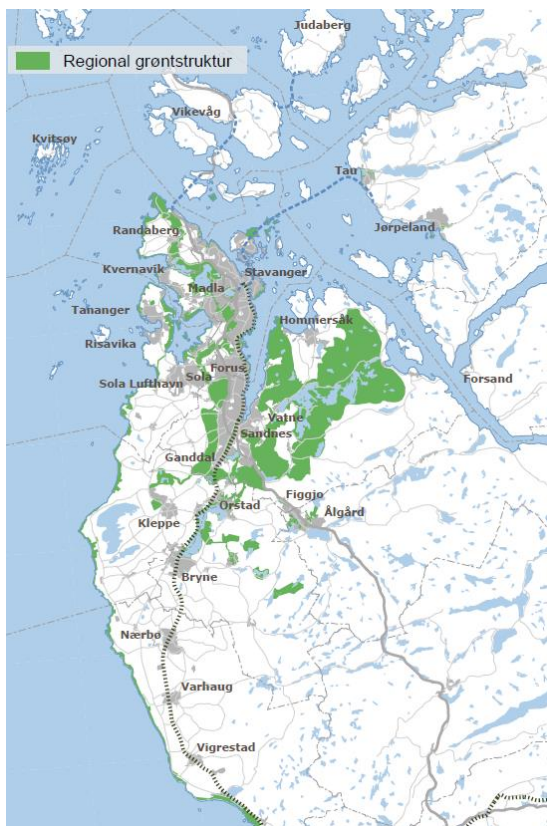 Judaberg
Regional grøntstruktur
Vikevåg
Kvitsøy
Tau
Randaberg
Jørpeland
Kvernavik
Stavanger
Madla
Tananger
Hommersåk
Risavika
Forus
Sola
Sola Lufthavn
Forsand
Vatne
Sandnes
Ganddal
Figgjo
Orstad
Ålgård
Kleppe
Bryne
Nærbø
Varhaug
Vigrestad